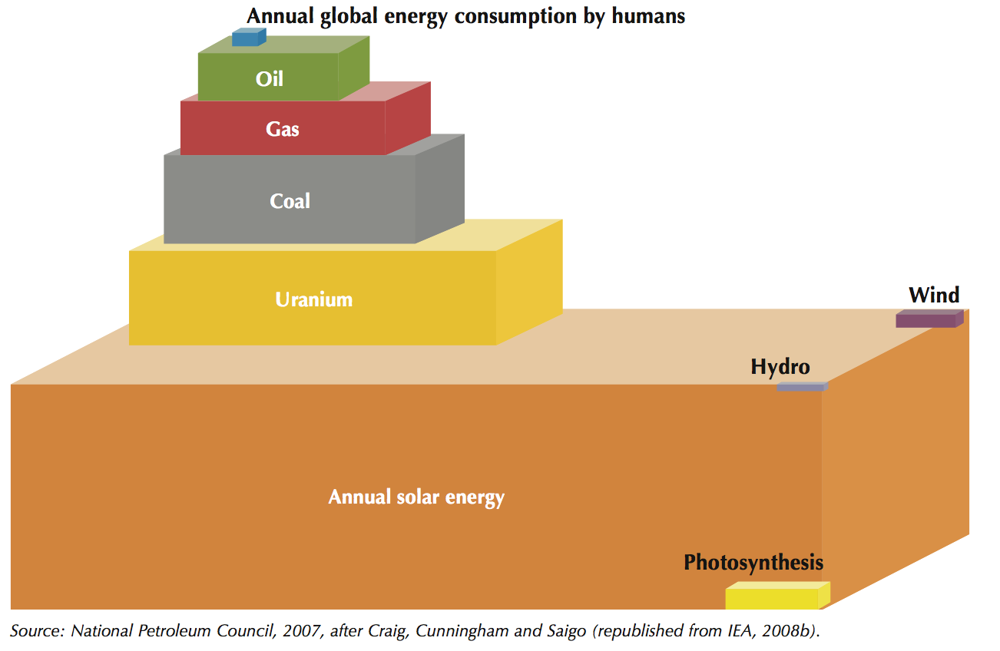 Annual global energy consumption by humans
Oil
Gas
Coal
Uranium
Wind
Hydro
Annual solar energy
Photosynthesis
Source: National Petroleum Council, 2007, after Craig, Cunningham and Saigo (republished from IEA, 2008b).